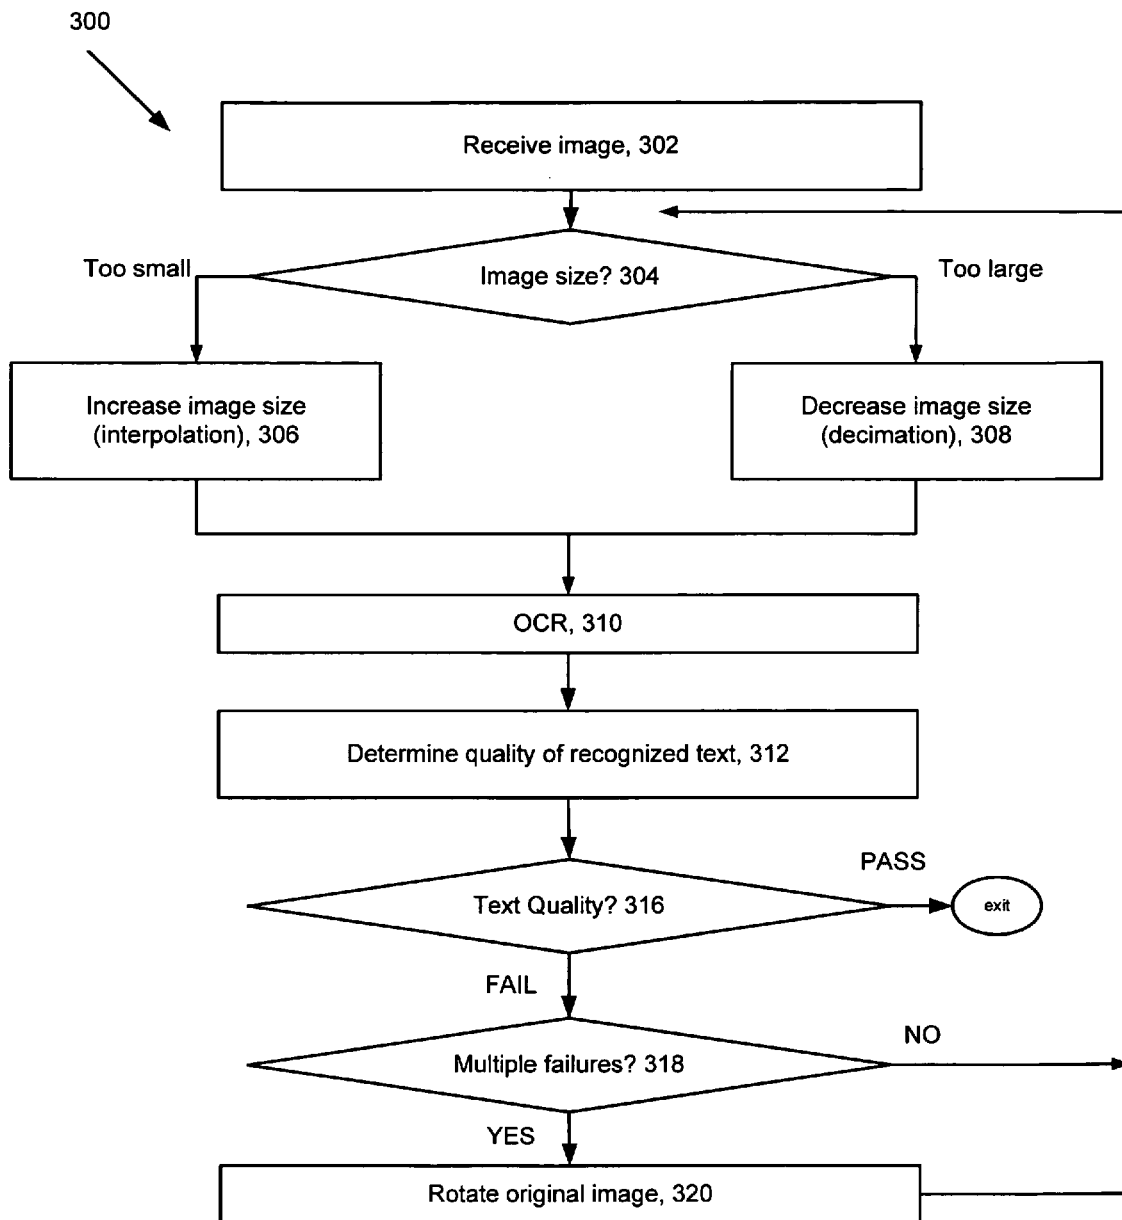 300
Receive image, 302
Too small
Image size? 304
Too large
Increase image size
(interpolation), 306
Decrease image size
(decimation), 308
OCR, 310
Determine quality of recognized text, 312
PASS
Text Quality? 316
exit
FAIL
NO
Multiple failures? 318
YES
Rotate original image, 320